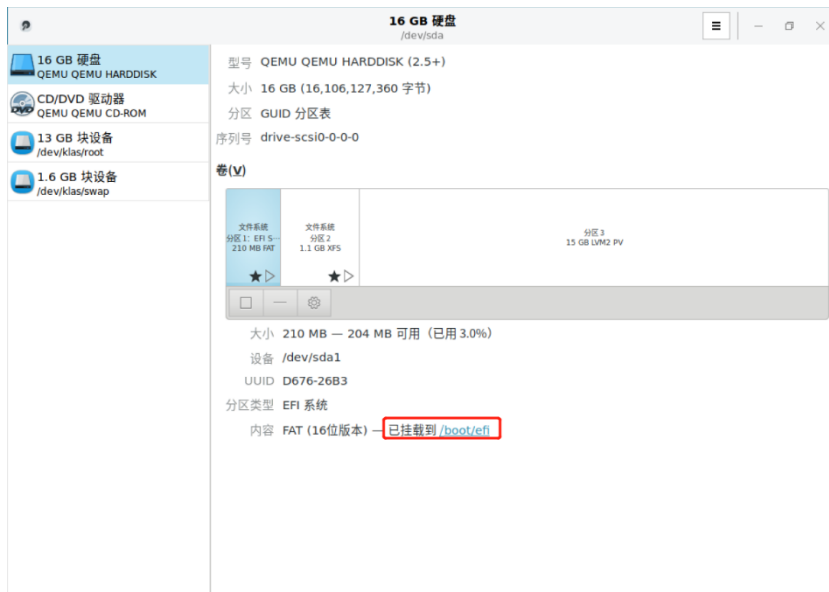 16 GB 硬盘
/dev/sda
16 GB 硬盘
QEMU QEMU HARDDISK
CD/DVD 驱动器
QEMU QEMU CD-ROM
13 GB 块设备
/dev/klas/root
1.6 GB 块设备
/dev/klas/swap
型号 QEMU QEMU HARDDISK (2.5+)
大小 16 GB (16,106,127,360 字节)
分区 GUID 分区表
序列号 drive-scsi0-0-0-0
卷(V)
文件系统
分区 1: EFI S…
210 MB FAT
文件系统
分区 2
1.1 GB XFS
分区 3
15 GB LVM2 PV
大小 210 MB — 204 MB 可用（已用 3.0%）
设备 /dev/sda1
UUID D676-26B3
分区类型 EFI 系统
内容 FAT (16位版本) — 已挂载到 /boot/efi